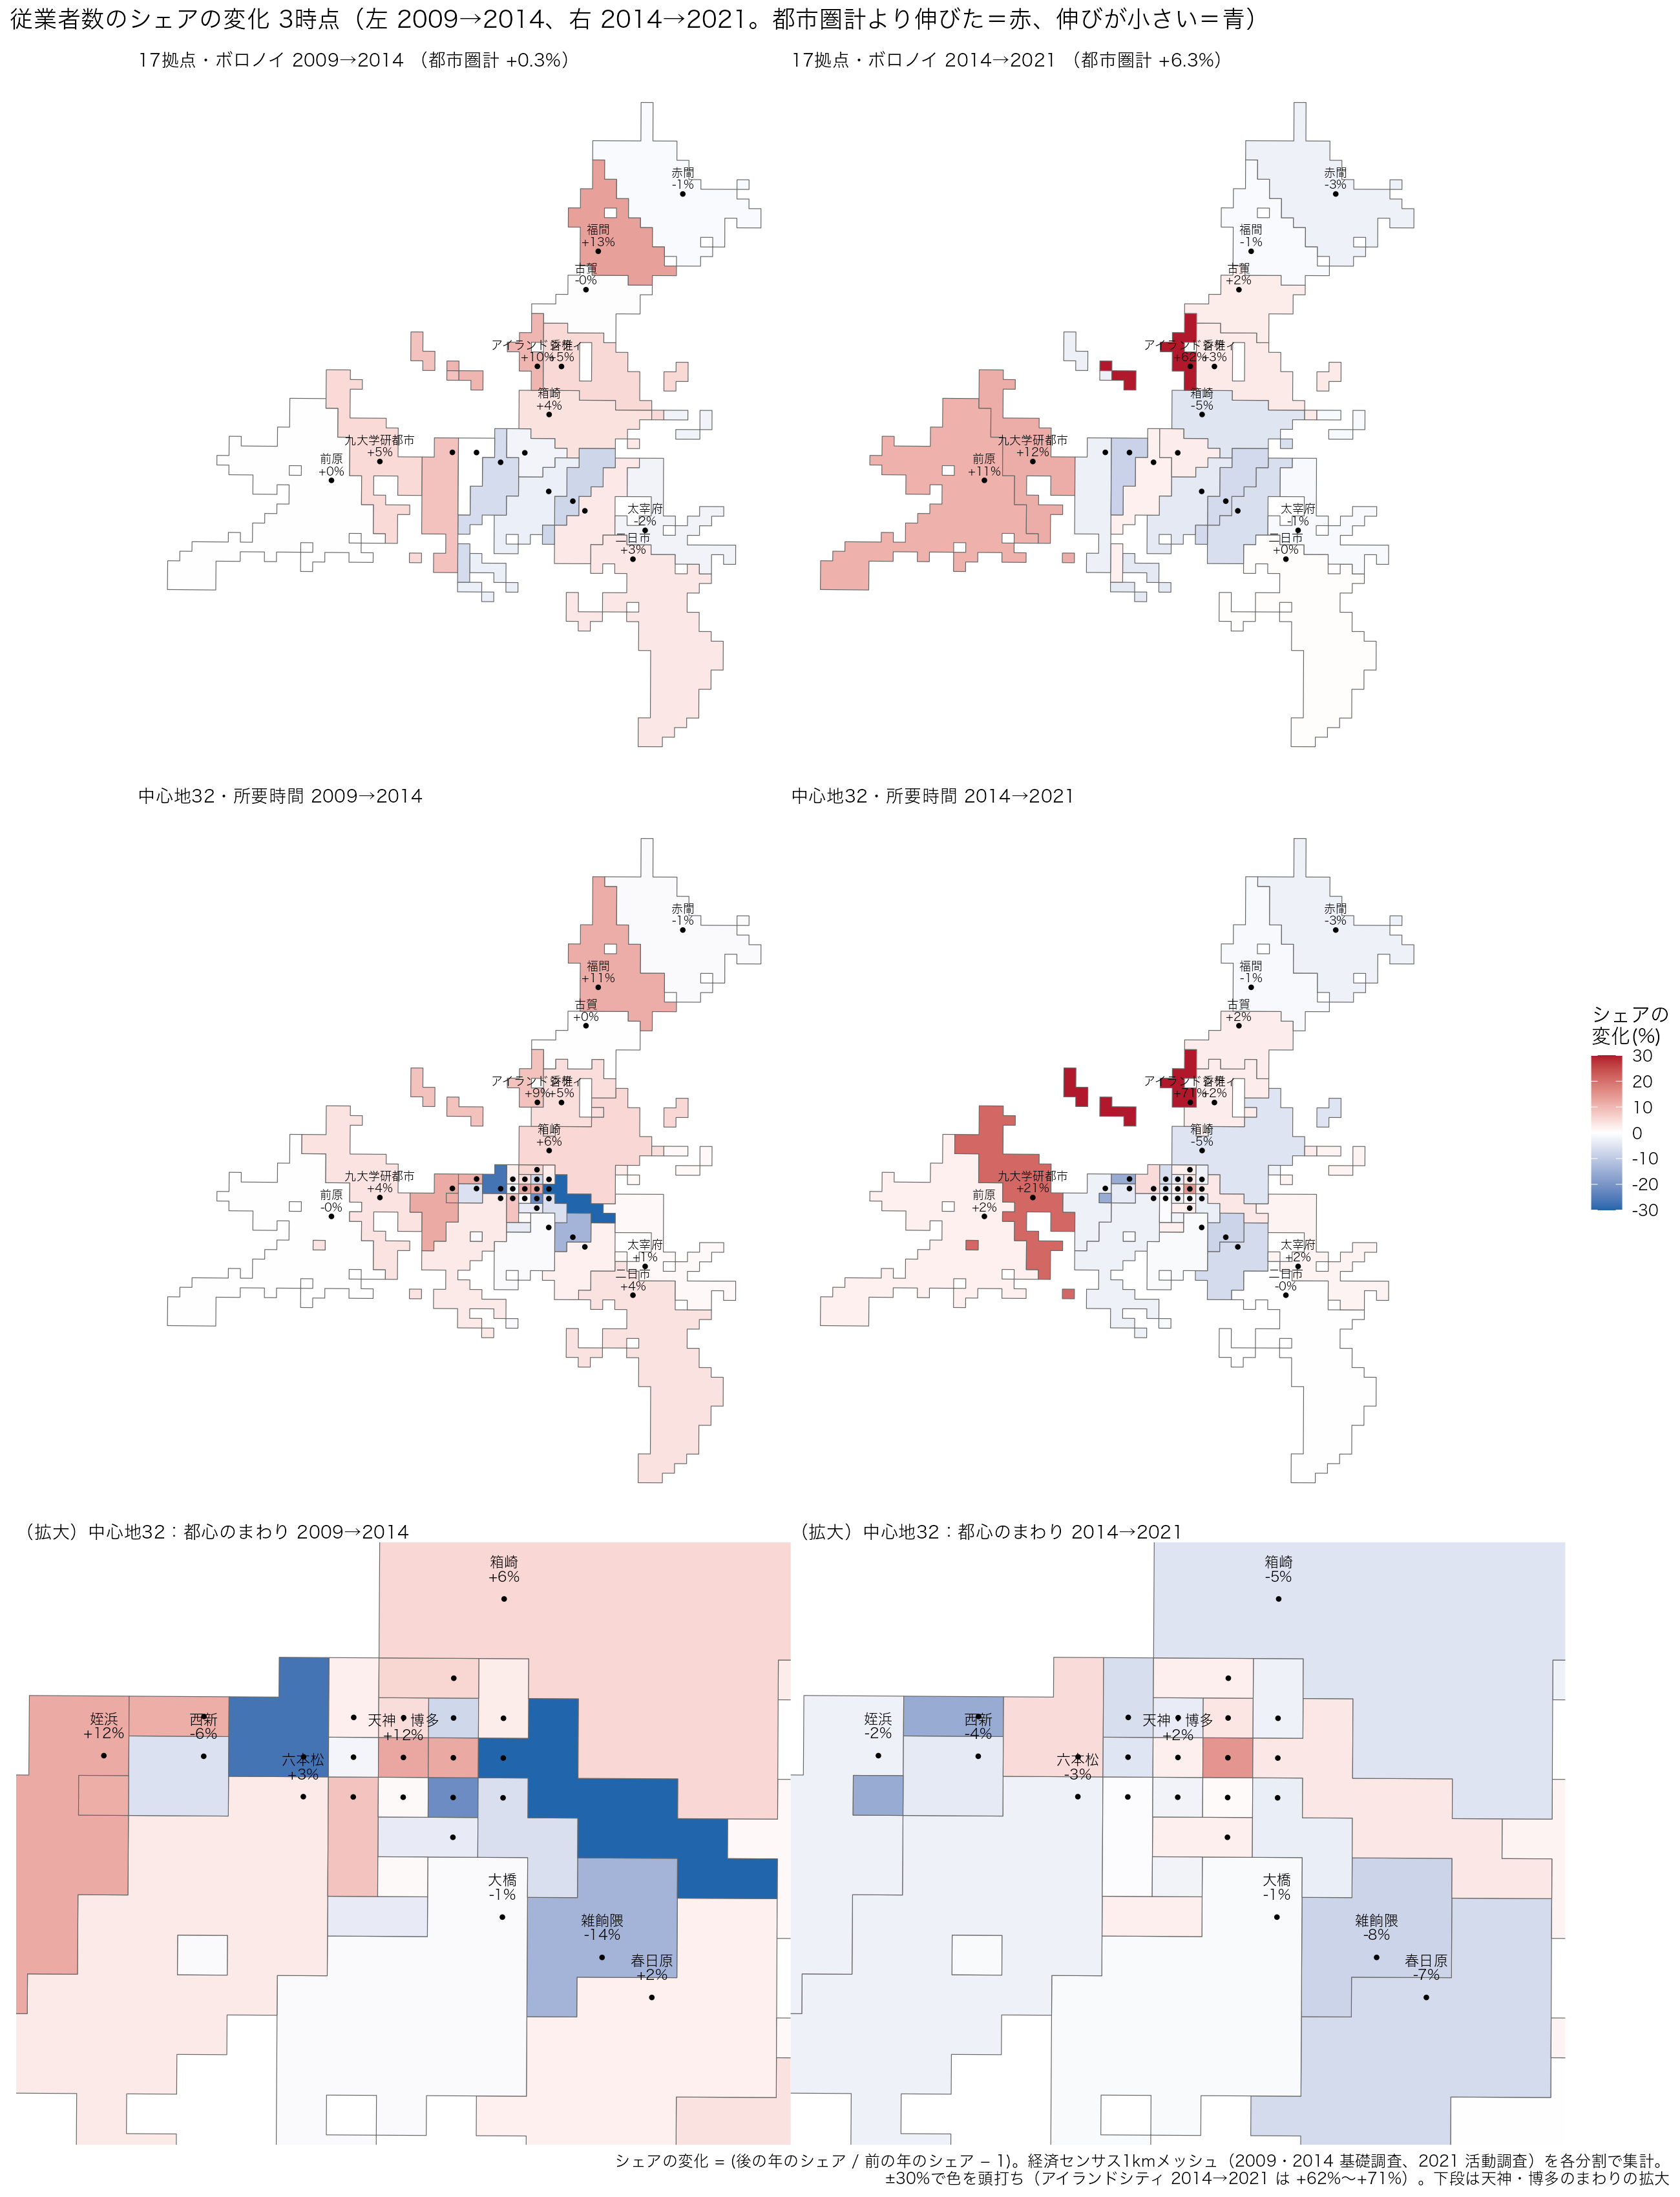 従業者数のシェアの変化 3時点（左 2009→2014、右 2014→2021。都市圏計より伸びた＝赤、伸びが小さい＝青）
17拠点・ボロノイ 2009→2014 （都市圏計 +0.3%）
赤間
-1%
福間
+13%
古賀
-0%
アイランド
+10%
+5%
箱崎
+4%
九大学研都市
+5%
前原
+0%
太宰府
-2%
二日市
+3%
17拠点・ボロノイ 2014→2021 （都市圏計 +6.3%）
赤間
-3%
福間
-1%
古賀
+2%
アイランド
+62%
+3%
箱崎
-5%
九大学研都市
+12%
前原
+11%
太宰府
-1%
二日市
+0%
中心地32・所要時間 2009→2014
赤間
-1%
福間
+11%
古賀
+0%
アイランド
+9%
+5%
箱崎
+6%
九大学研都市
+4%
前原
-0%
太宰府
+1%
二日市
+4%
中心地32・所要時間 2014→2021
赤間
-3%
福間
-1%
古賀
+2%
アイランド
+71%
+2%
箱崎
-5%
九大学研都市
+21%
前原
+2%
太宰府
+2%
二日市
-0%
シェアの
変化(%)
30
20
10
0
-10
-20
-30
（拡大）中心地32：都心のまわり 2009→2014
箱崎
+6%
姪浜
+12%
西新
-6%
天神・博多
+12%
六本松
+3%
大橋
-1%
雑餉隈
-14%
春日原
+2%
（拡大）中心地32：都心のまわり 2014→2021
箱崎
-5%
姪浜
-2%
西新
-4%
天神・博多
+2%
六本松
-3%
大橋
-1%
雑餉隈
-8%
春日原
-7%
シェアの変化 = (後の年のシェア / 前の年のシェア − 1)。経済センサス1kmメッシュ（2009・2014 基礎調査、2021 活動調査）を各分割で集計。
±30%で色を頭打ち（アイランドシティ 2014→2021 は +62%〜+71%）。下段は天神・博多のまわりの拡大